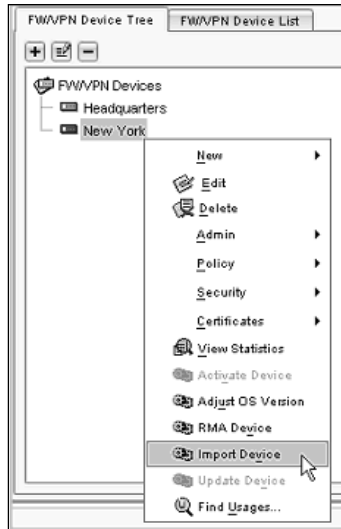 FW/VPN Device Tree
FW/VPN Device List
FW/VPN Devices
Headquarters
New York
New
Edit
Delete
Admin
Policy
Security
Certificates
View Statistics
Activate Device
Adjust OS Version
RMA Device
Import Device
Update Device
Find Usages...